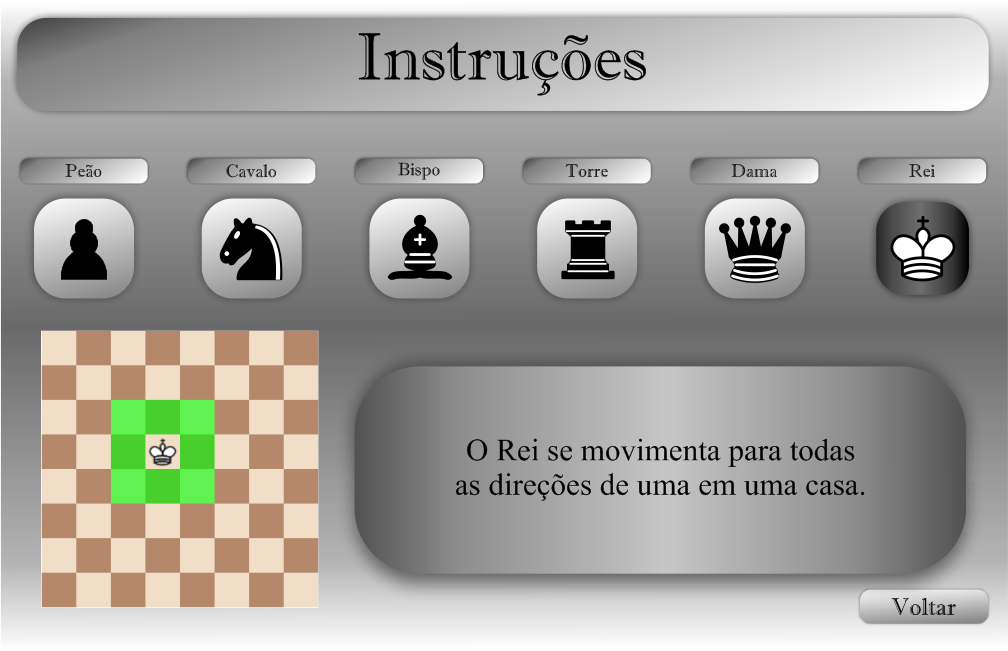 Instruções
Peão
Cavalo
Bispo
Torre
Dama
Rei
O Rei se movimenta para todas
as direções de uma em uma casa.
Voltar